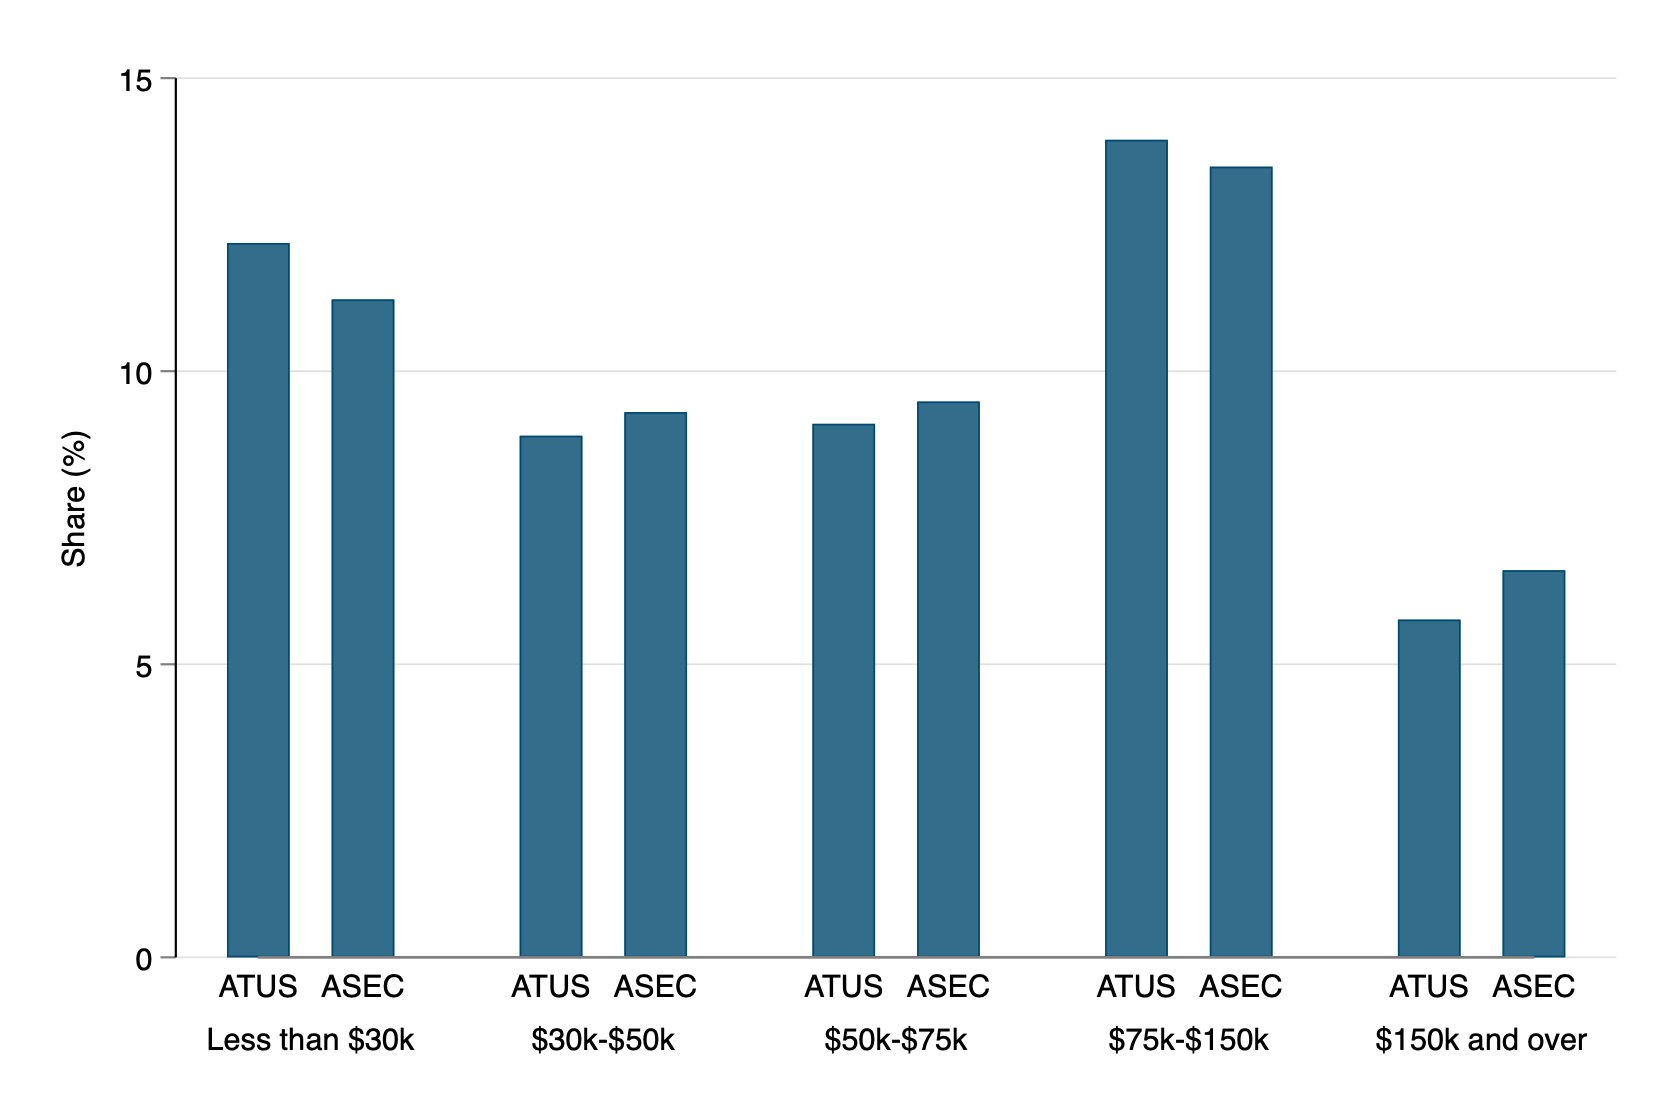 15
10
5
0
Share (%)
ATUS ASEC ATUS ASEC ATUS ASEC ATUS ASEC ATUS ASEC
Less than $30k $30k-$50k $50k-$75k $75k-$150k $150k and over